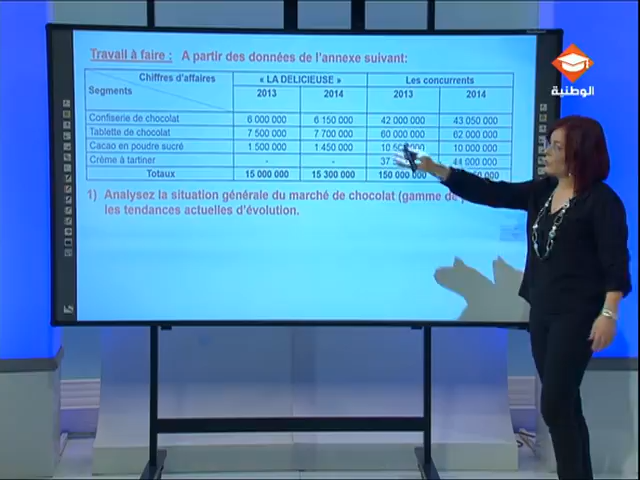 Travail à faire : A partir des données de l'annexe suivant:
Chiffres d'affaires « LA DELICIEUSE » Les concurrents
Segments 2013 2014 2013 2014
Confiserie de chocolat 6 000 000 6 150 000 42 000 000 43 050 000
Tablette de chocolat 7 500 000 7 700 000 60 000 000 62 000 000
Cacao en poudre sucré 1 500 000 1 450 000 10 500 000 10 000 000
Crème à tartiner - - 37 44 000 000
Totaux 15 000 000 15 300 000 150 000 000
1) Analysez la situation générale du marché de chocolat (gamme de
les tendances actuelles d'évolution.
الوطنية